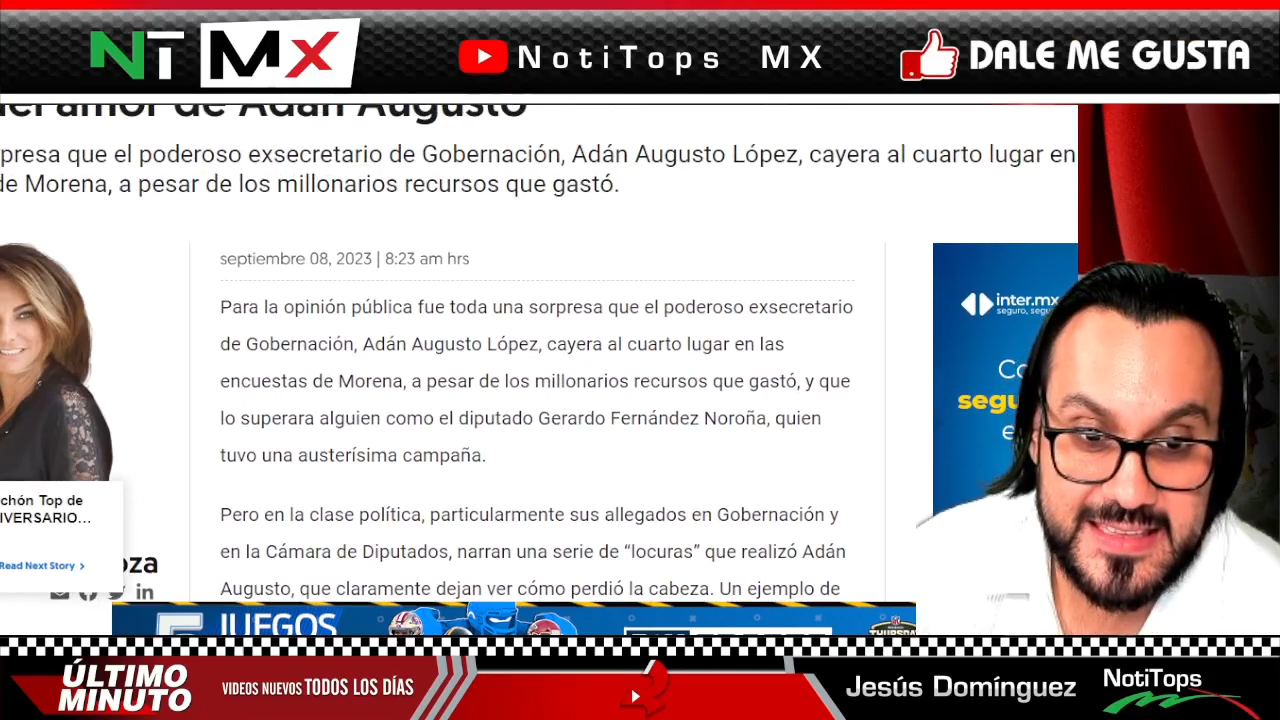 NT MX
NotiTops MX
DALE ME GUSTA
del amor de Adán Augusto
presa que el poderoso exsecretario de Gobernación, Adán Augusto López, cayera al cuarto lugar en
de Morena, a pesar de los millonarios recursos que gastó.
septiembre 08, 2023 | 8:23 am hrs
Para la opinión pública fue toda una sorpresa que el poderoso exsecretario
de Gobernación, Adán Augusto López, cayera al cuarto lugar en las
encuestas de Morena, a pesar de los millonarios recursos que gastó, y que
lo superara alguien como el diputado Gerardo Fernández Noroña, quien
tuvo una austerísima campaña.
Pero en la clase política, particularmente sus allegados en Gobernación y
en la Cámara de Diputados, narran una serie de “locuras” que realizó Adán
Augusto, que claramente dejan ver cómo perdió la cabeza. Un ejemplo de
chón Top de
IVERSARIO...
Read Next Story >
oza
inter.mx
seguro, segu
Co
segu
e
5 JUEGOS
THURSDA
ÚLTIMO
MINUTO
VIDEOS NUEVOS TODOS LOS DÍAS
Jesús Domínguez
NotiTops